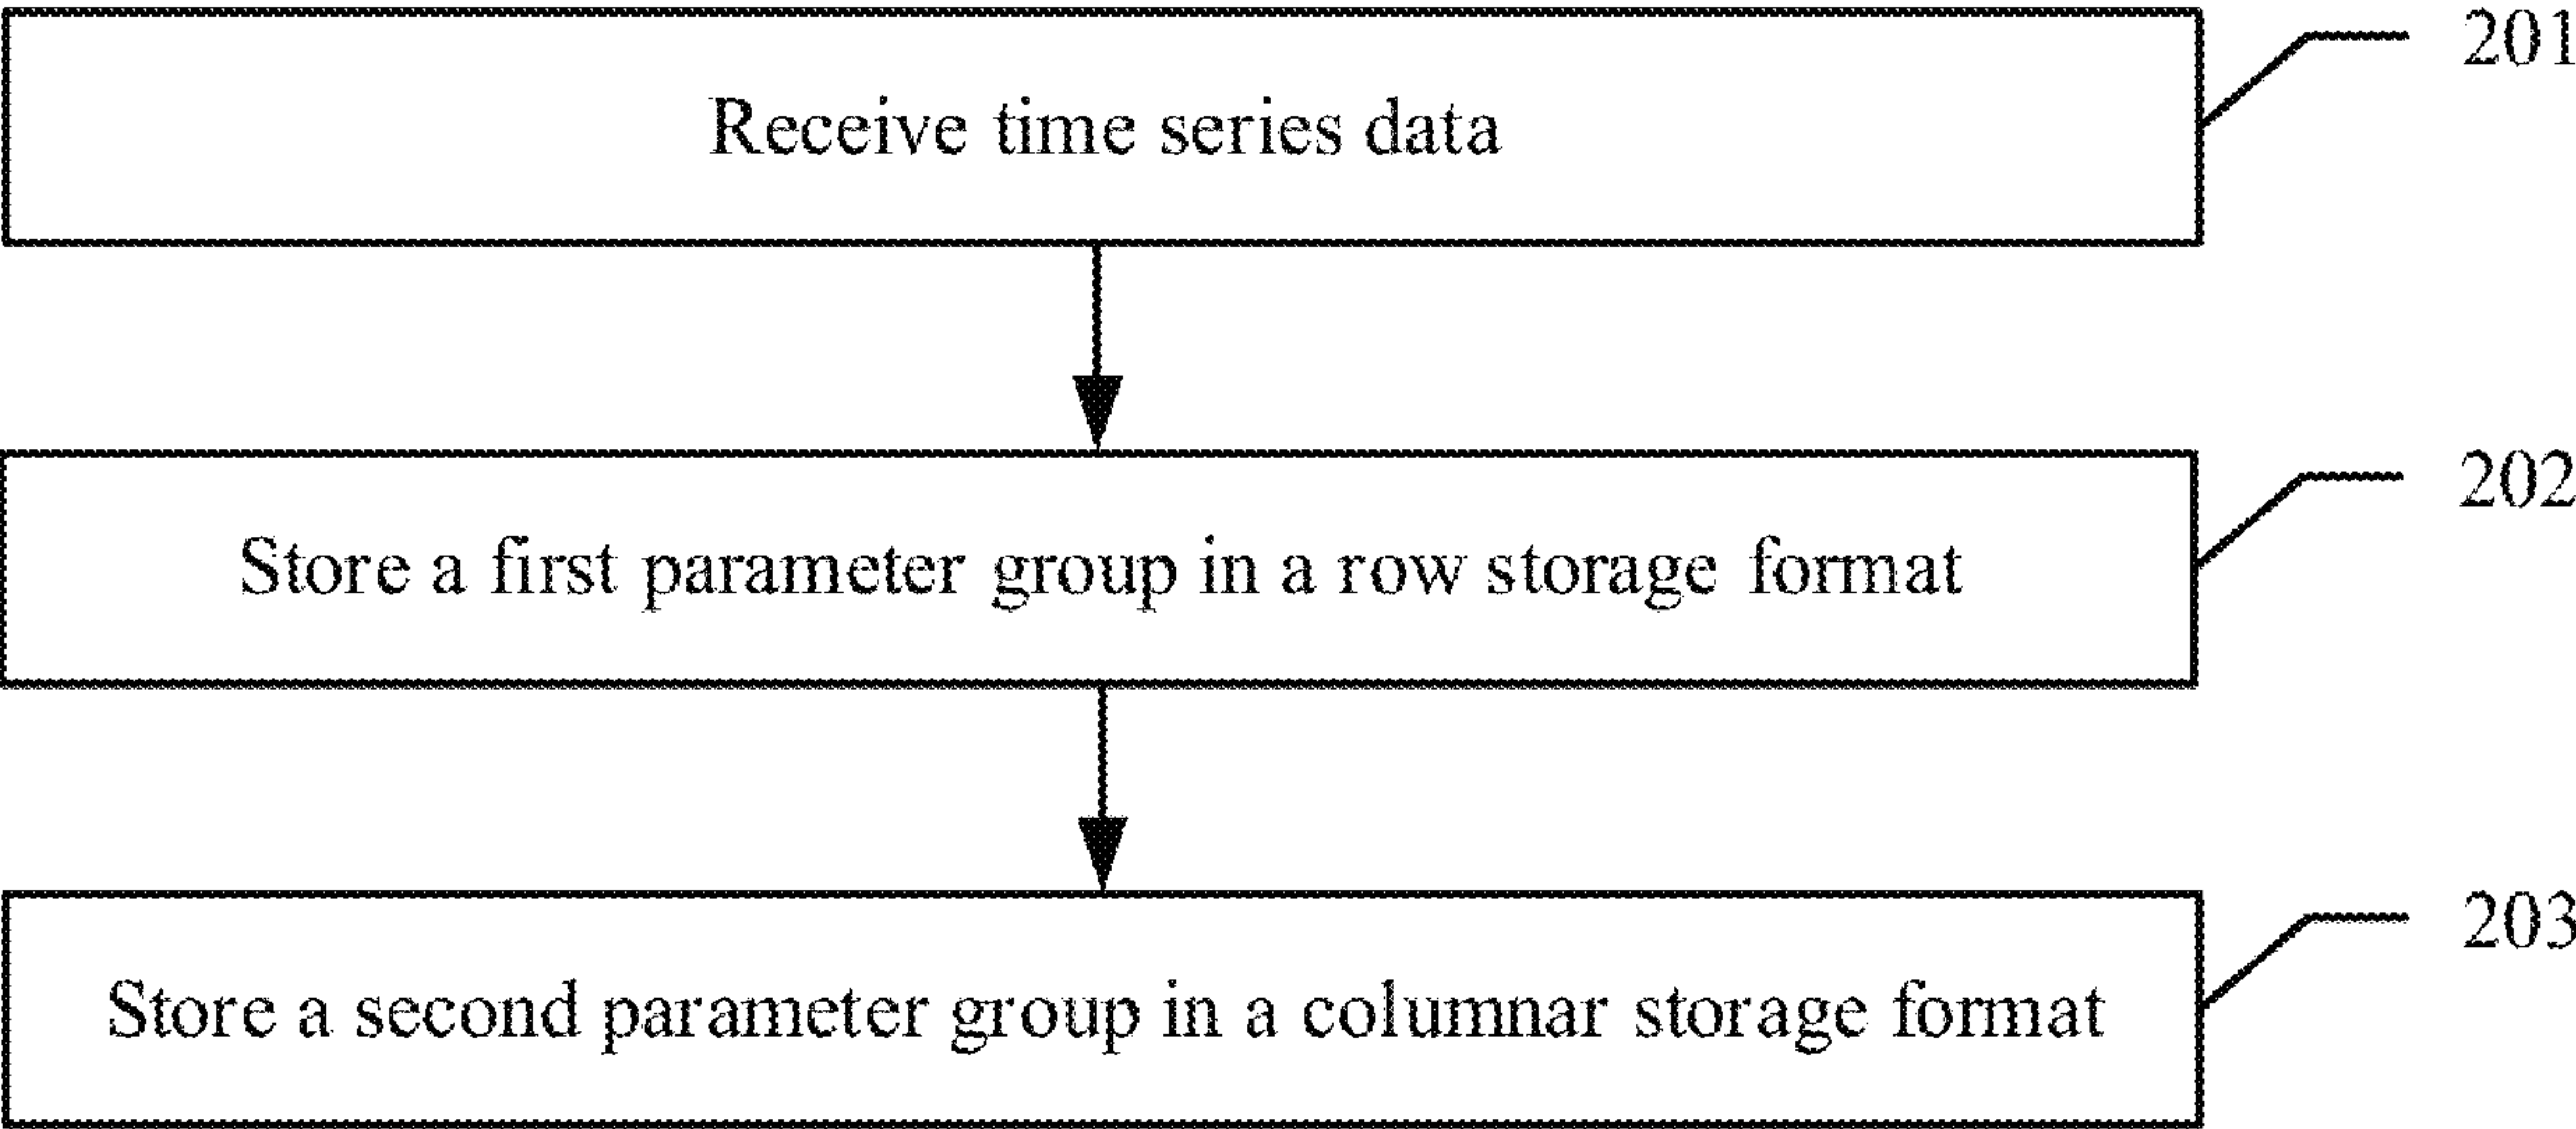 201
Receive time series data
202
Store a first parameter group in a row storage format
203
Store a second parameter group in a columnar storage format